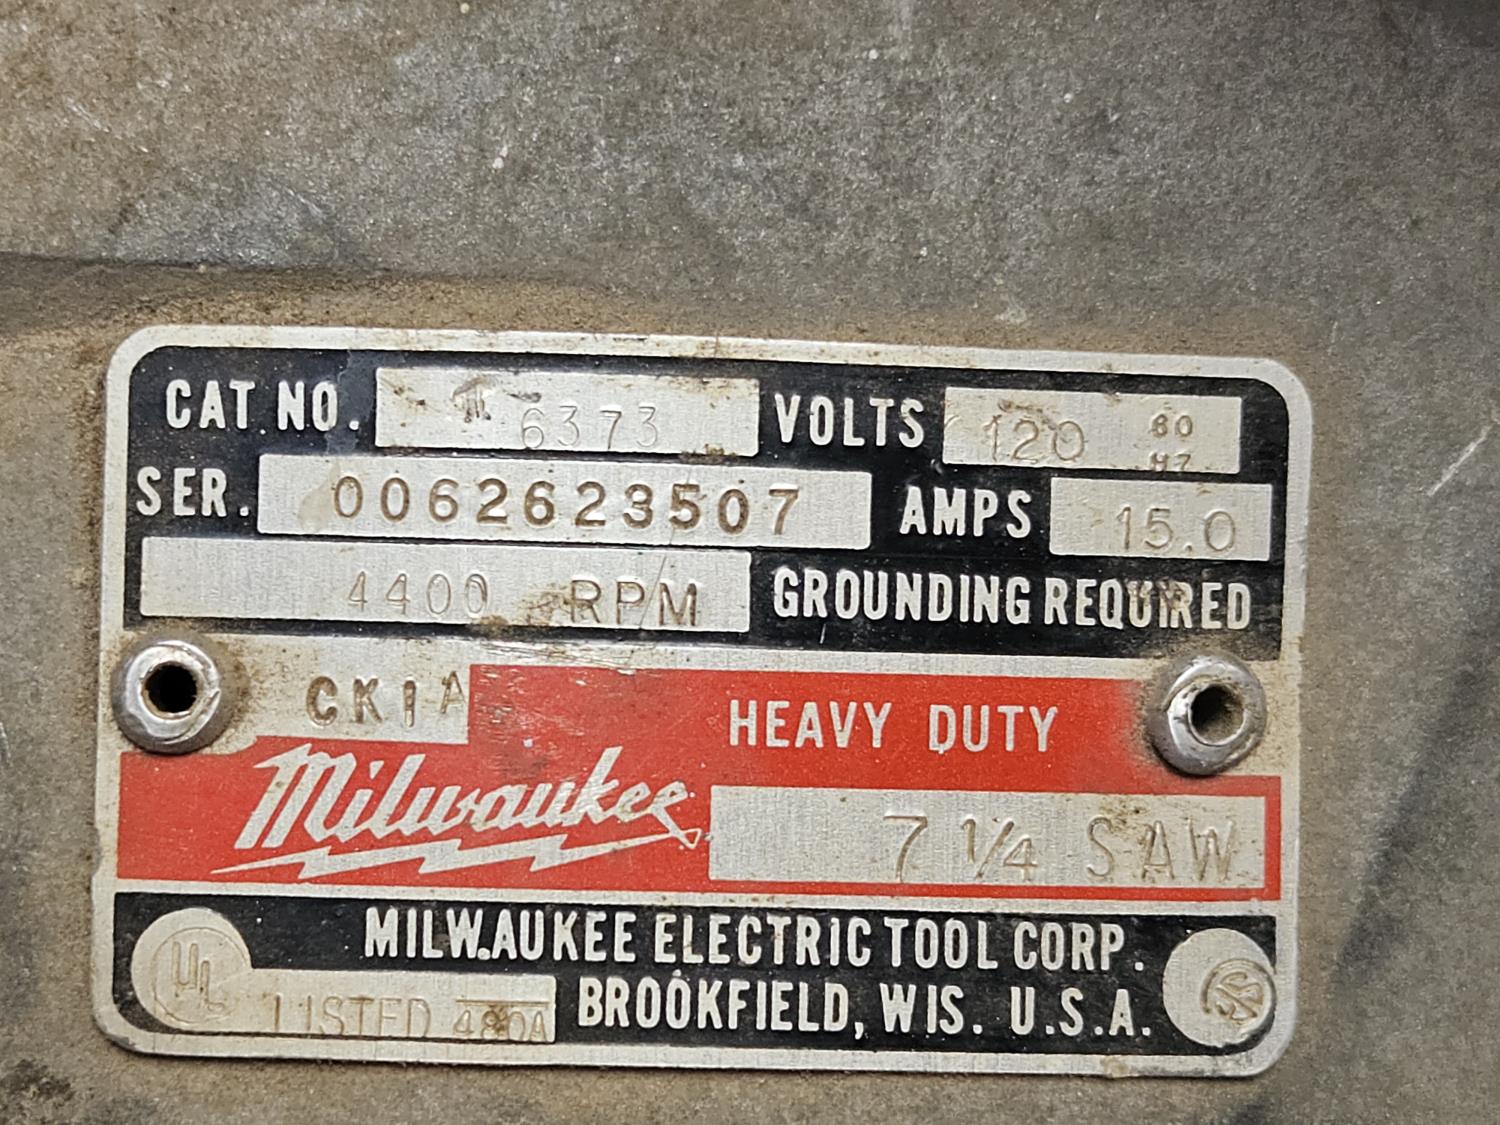 CAT. NO. 6373 VOLTS 120 60 HZ
SER. 0062623507 AMPS 15.0
4400 RPM GROUNDING REQUIRED
CK1A HEAVY DUTY
Milwaukee 7 1/4 SAW
MILWAUKEE ELECTRIC TOOL CORP.
UL LISTED BROOKFIELD, WIS. U.S.A.